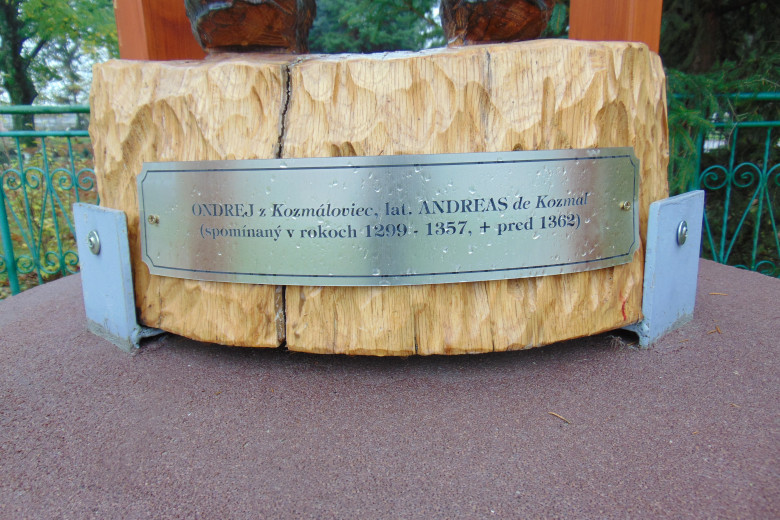 ONDREJ z Kozmáloviec, lat. ANDREAS de Kozmal
(spomínaný v rokoch 1299 - 1357, + pred 1362)